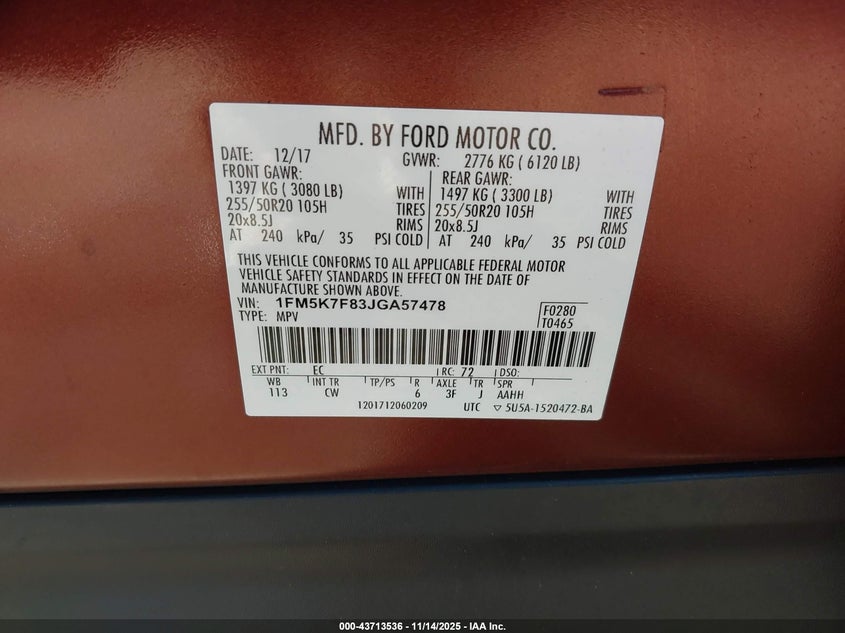 MFD. BY FORD MOTOR CO.
DATE: 12/17 GVWR: 2776 KG ( 6120 LB)
FRONT GAWR: REAR GAWR:
1397 KG ( 3080 LB) WITH 1497 KG ( 3300 LB) WITH
255/50R20 105H TIRES 255/50R20 105H TIRES
20x8.5J RIMS 20x8.5J RIMS
AT 240 kPa/ 35 PSI COLD AT 240 kPa/ 35 PSI COLD
THIS VEHICLE CONFORMS TO ALL APPLICABLE FEDERAL MOTOR
VEHICLE SAFETY STANDARDS IN EFFECT ON THE DATE OF
MANUFACTURE SHOWN ABOVE.
VIN: 1FM5K7F83JGA57478 F0280
TYPE: MPV T0465
EXT PNT: EC RC: 72 DSO:
WB INT TR TP/PS R AXLE TR SPR
113 CW 6 3F J AAHH
1201712060209 UTC ▽ 5U5A-1520472-BA
000-43713536 - 11/14/2025 - IAA Inc.